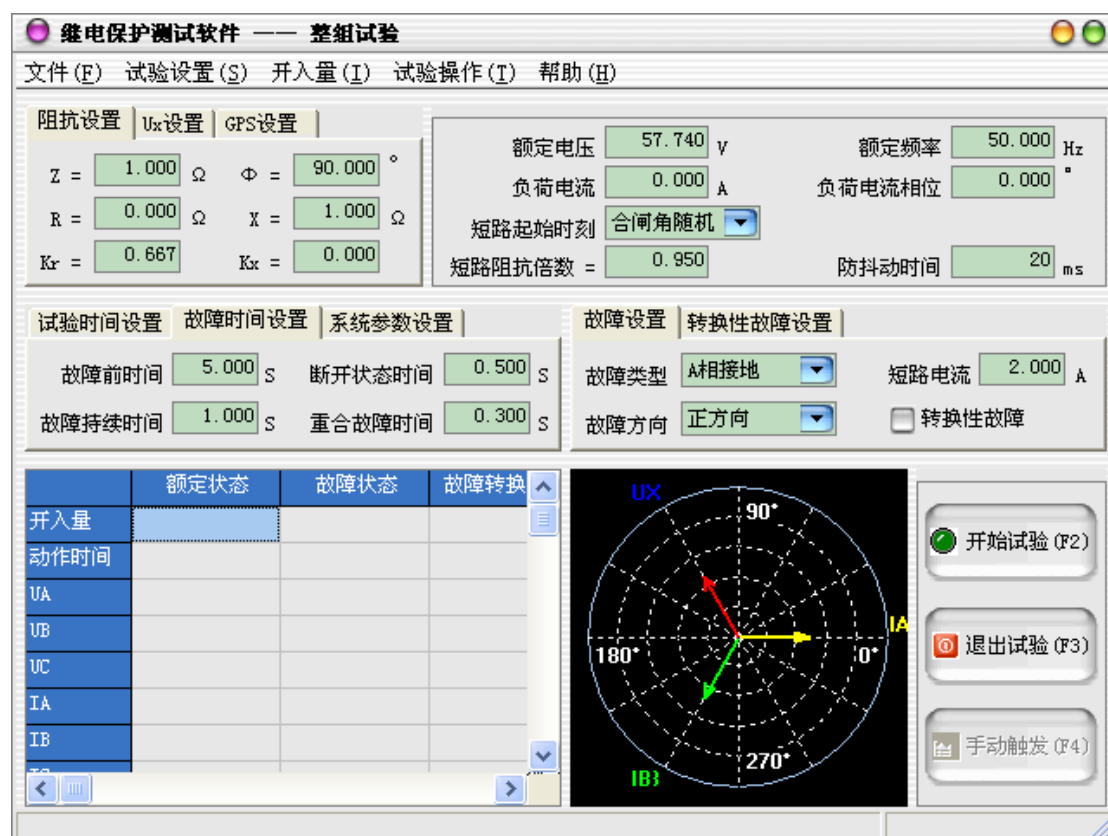 继电保护测试软件 —— 整组试验
文件(F) 试验设置(S) 开入量(I) 试验操作(T) 帮助(H)
阻抗设置 Ux设置 GPS设置
Z = 1.000 Ω Φ = 90.000 °
R = 0.000 Ω X = 1.000 Ω
Kr = 0.667 Kx = 0.000
额定电压 57.740 V 额定频率 50.000 Hz
负荷电流 0.000 A 负荷电流相位 0.000 °
短路起始时刻 合闸角随机
短路阻抗倍数 = 0.950 防抖动时间 20 ms
试验时间设置 故障时间设置 系统参数设置
故障前时间 5.000 S 断开状态时间 0.500 S
故障持续时间 1.000 S 重合故障时间 0.300 S
故障设置 转换性故障设置
故障类型 A相接地 短路电流 2.000 A
故障方向 正方向 转换性故障
额定状态 故障状态 故障转换
开入量
动作时间
UA
UB
UC
IA
IB
UX
90°
IA
180° 0°
270°
开始试验(F2)
退出试验(F3)
手动触发(F4)